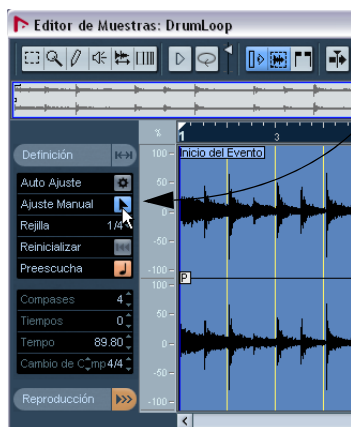 Editor de Muestras: DrumLoop
%
1
3
Definición
Inicio del Evento
Auto Ajuste
Ajuste Manual
Rejilla 1/4
Reinicializar
Preescucha
Compases 4
Tiempos 0
Tempo 89.80
Cambio de C mp 4/4
Reproducción
100
50
0
-50
-100
P
100
50
0
-50
-100